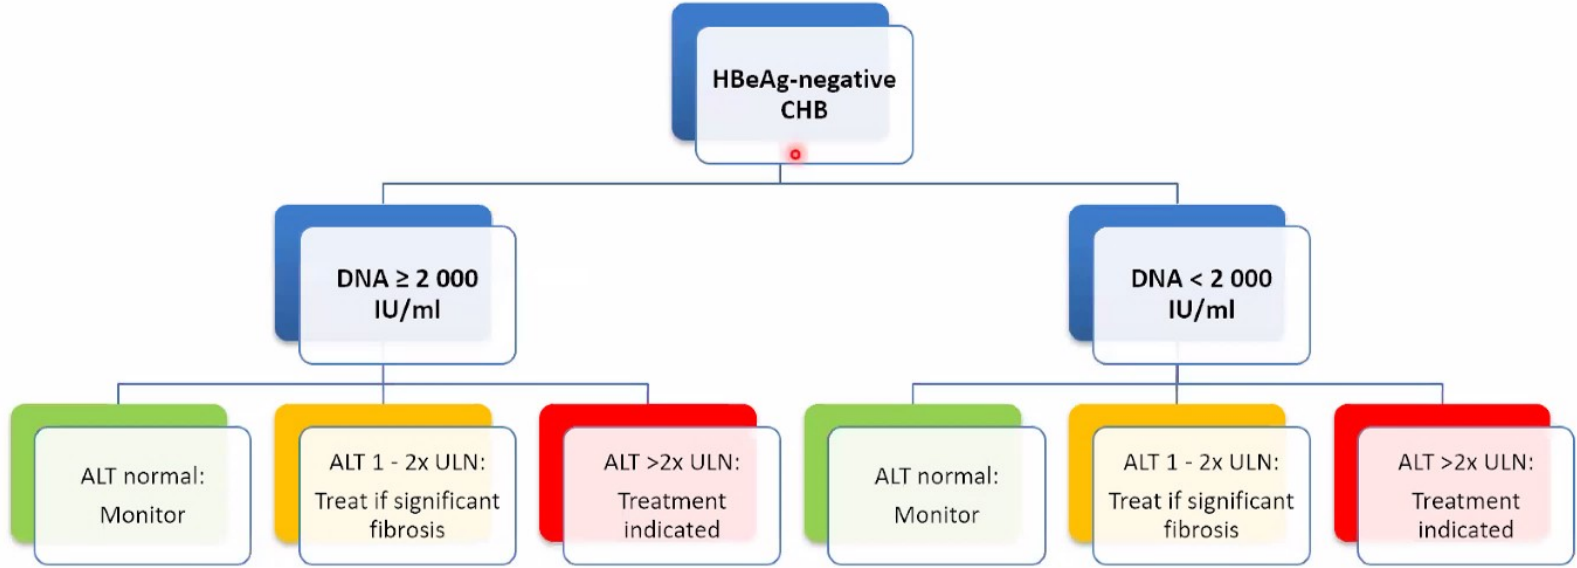 HBeAg-negative
CHB
DNA ≥ 2 000
IU/ml
DNA < 2 000
IU/ml
ALT normal:
Monitor
ALT 1 - 2x ULN:
Treat if significant
fibrosis
ALT >2x ULN:
Treatment
indicated
ALT normal:
Monitor
ALT 1 - 2x ULN:
Treat if significant
fibrosis
ALT >2x ULN:
Treatment
indicated